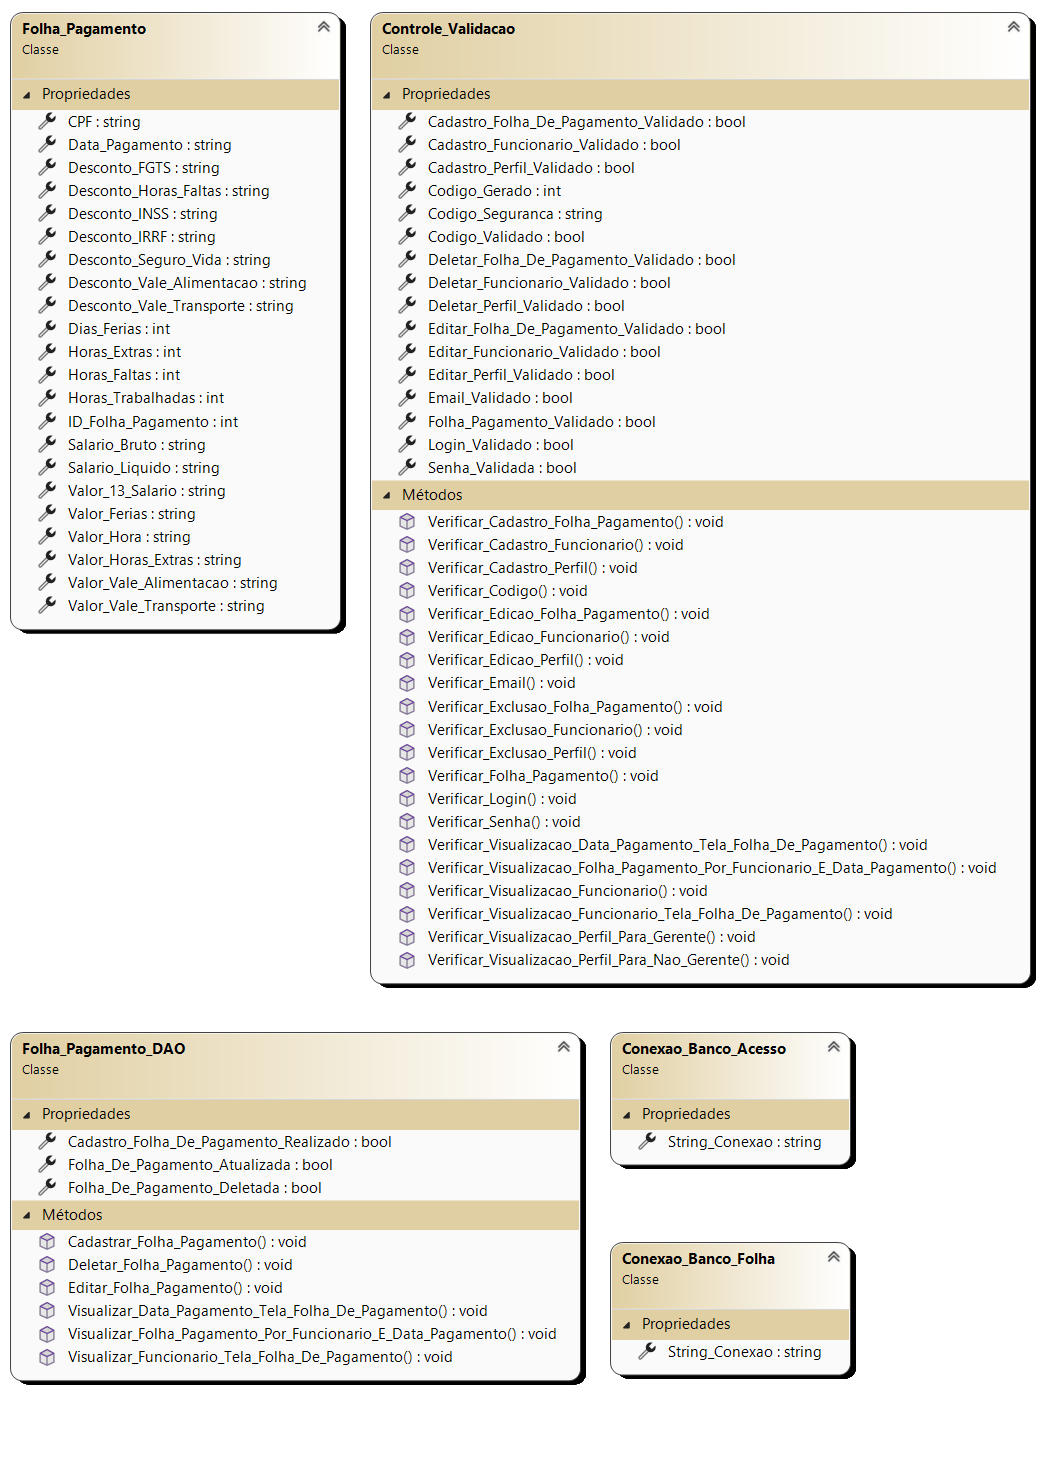 Folha_Pagamento
Classe
Propriedades
CPF : string
Data_Pagamento : string
Desconto_FGTS : string
Desconto_Horas_Faltas : string
Desconto_INSS : string
Desconto_IRRF : string
Desconto_Seguro_Vida : string
Desconto_Vale_Alimentacao : string
Desconto_Vale_Transporte : string
Dias_Ferias : int
Horas_Extras : int
Horas_Faltas : int
Horas_Trabalhadas : int
ID_Folha_Pagamento : int
Salario_Bruto : string
Salario_Liquido : string
Valor_13_Salario : string
Valor_Ferias : string
Valor_Hora : string
Valor_Horas_Extras : string
Valor_Vale_Alimentacao : string
Valor_Vale_Transporte : string
Controle_Validacao
Classe
Propriedades
Cadastro_Folha_De_Pagamento_Validado : bool
Cadastro_Funcionario_Validado : bool
Cadastro_Perfil_Validado : bool
Codigo_Gerado : int
Codigo_Seguranca : string
Codigo_Validado : bool
Deletar_Folha_De_Pagamento_Validado : bool
Deletar_Funcionario_Validado : bool
Deletar_Perfil_Validado : bool
Editar_Folha_De_Pagamento_Validado : bool
Editar_Funcionario_Validado : bool
Editar_Perfil_Validado : bool
Email_Validado : bool
Folha_Pagamento_Validado : bool
Login_Validado : bool
Senha_Validada : bool
Métodos
Verificar_Cadastro_Folha_Pagamento() : void
Verificar_Cadastro_Funcionario() : void
Verificar_Cadastro_Perfil() : void
Verificar_Codigo() : void
Verificar_Edicao_Folha_Pagamento() : void
Verificar_Edicao_Funcionario() : void
Verificar_Edicao_Perfil() : void
Verificar_Email() : void
Verificar_Exclusao_Folha_Pagamento() : void
Verificar_Exclusao_Funcionario() : void
Verificar_Exclusao_Perfil() : void
Verificar_Folha_Pagamento() : void
Verificar_Login() : void
Verificar_Senha() : void
Verificar_Visualizacao_Data_Pagamento_Tela_Folha_De_Pagamento() : void
Verificar_Visualizacao_Folha_Pagamento_Por_Funcionario_E_Data_Pagamento() : void
Verificar_Visualizacao_Funcionario() : void
Verificar_Visualizacao_Funcionario_Tela_Folha_De_Pagamento() : void
Verificar_Visualizacao_Perfil_Para_Gerente() : void
Verificar_Visualizacao_Perfil_Para_Nao_Gerente() : void
Folha_Pagamento_DAO
Classe
Propriedades
Cadastro_Folha_De_Pagamento_Realizado : bool
Folha_De_Pagamento_Atualizada : bool
Folha_De_Pagamento_Deletada : bool
Métodos
Cadastrar_Folha_Pagamento() : void
Deletar_Folha_Pagamento() : void
Editar_Folha_Pagamento() : void
Visualizar_Data_Pagamento_Tela_Folha_De_Pagamento() : void
Visualizar_Folha_Pagamento_Por_Funcionario_E_Data_Pagamento() : void
Visualizar_Funcionario_Tela_Folha_De_Pagamento() : void
Conexao_Banco_Acesso
Classe
Propriedades
String_Conexao : string
Conexao_Banco_Folha
Classe
Propriedades
String_Conexao : string